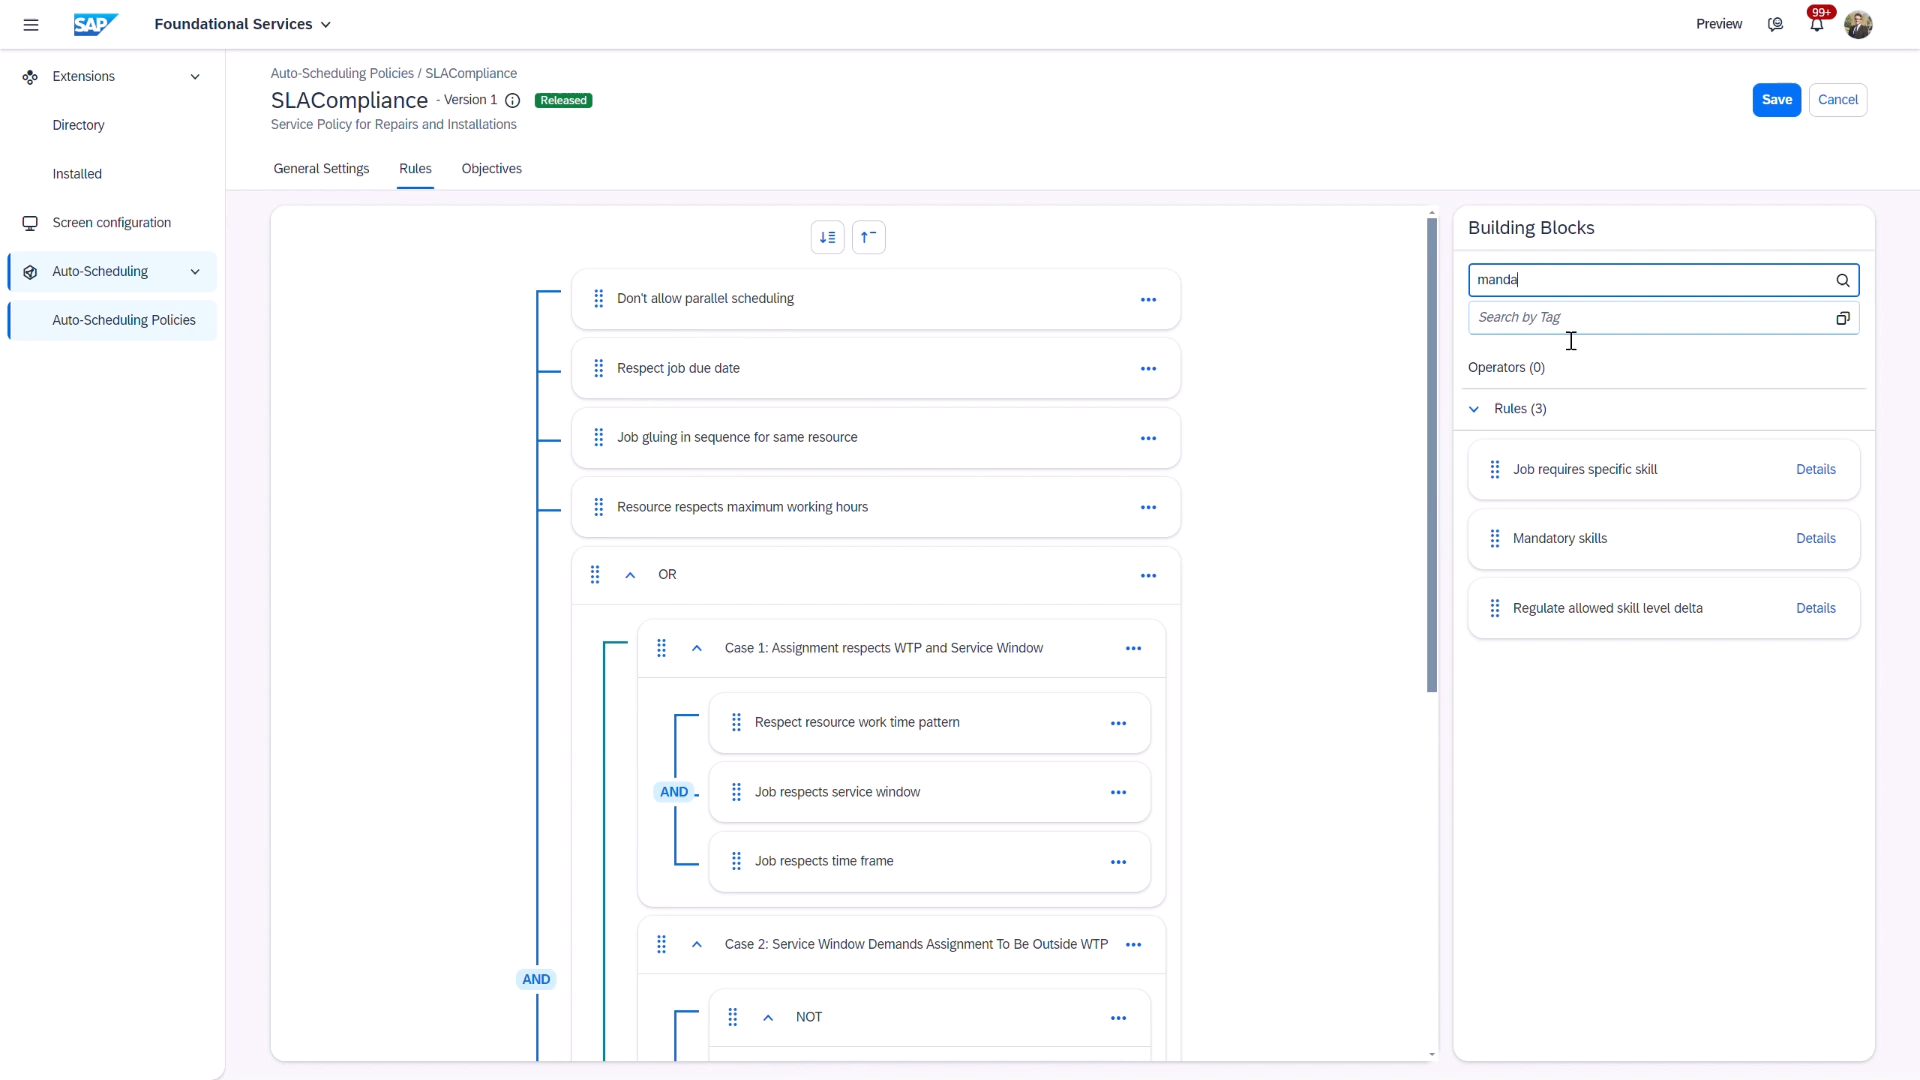 SAP
Foundational Services
Preview
99+
Extensions
Directory
Installed
Screen configuration
Auto-Scheduling
Auto-Scheduling Policies
Auto-Scheduling Policies / SLACompliance
SLACompliance - Version 1 Released
Service Policy for Repairs and Installations
Save Cancel
General Settings Rules Objectives
Don't allow parallel scheduling
Respect job due date
Job gluing in sequence for same resource
Resource respects maximum working hours
OR
Case 1: Assignment respects WTP and Service Window
Respect resource work time pattern
AND
Job respects service window
Job respects time frame
Case 2: Service Window Demands Assignment To Be Outside WTP
AND
NOT
Building Blocks
manda
Search by Tag
Operators (0)
Rules (3)
Job requires specific skill Details
Mandatory skills Details
Regulate allowed skill level delta Details